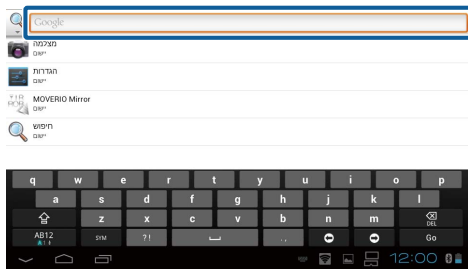 Google
מצלמה
יישום
הגדרות
יישום
MOVERIO Mirror
יישום
חיפוש
יישום
q w e r t y u i o p
a s d f g h j k l
z x c v b n m DEL
AB12 SYM ?! ., Go
12:00